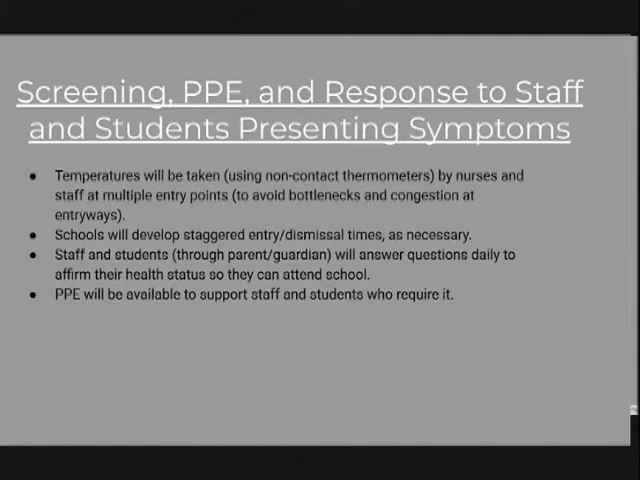 Screening, PPE, and Response to Staff
and Students Presenting Symptoms
● Temperatures will be taken (using non-contact thermometers) by nurses and
staff at multiple entry points (to avoid bottlenecks and congestion at
entryways).
● Schools will develop staggered entry/dismissal times, as necessary.
● Staff and students (through parent/guardian) will answer questions daily to
affirm their health status so they can attend school.
● PPE will be available to support staff and students who require it.